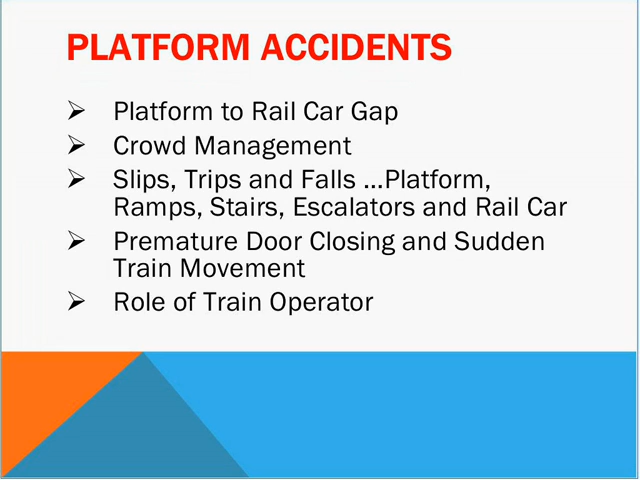 PLATFORM ACCIDENTS
Platform to Rail Car Gap
Crowd Management
Slips, Trips and Falls ...Platform,
Ramps, Stairs, Escalators and Rail Car
Premature Door Closing and Sudden
Train Movement
Role of Train Operator